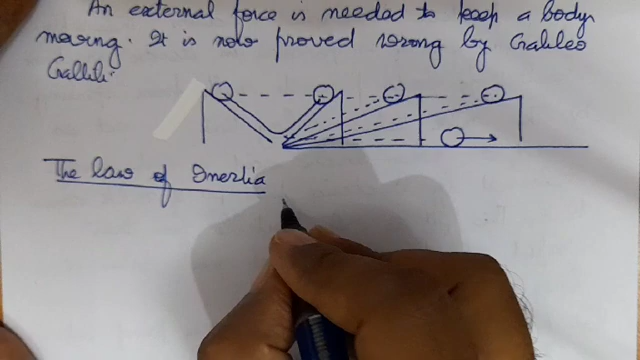 An external force is needed to keep a body
moving. It is now proved wrong by Galileo
Gallili.
The law of Inertia